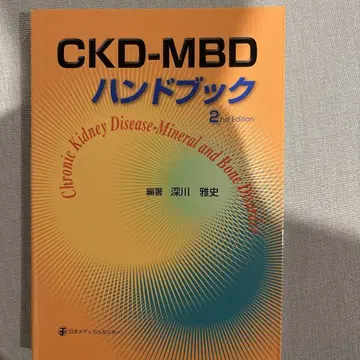 CKD-MBD
ハンドブック
2nd Edition
Chronic Kidney Disease-Mineral and Bone Disorder
編著 深川 雅史
日本メディカルセンター